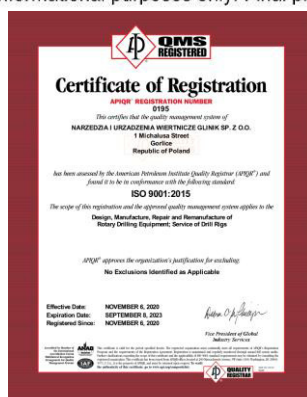 API
QMS
REGISTERED
Certificate of Registration
APIQR® REGISTRATION NUMBER
0195
This certifies that the quality management system of
NARZEDZIA I URZADZENIA WIERTNICZE GLINIK SP. Z O.O.
1 Michalusa Street
Gorlice
Republic of Poland
has been assessed by the American Petroleum Institute Quality Registrar (APIQR®) and
found it to be in conformance with the following standard:
ISO 9001:2015
The scope of this registration and the approved quality management system applies to the
Design, Manufacture, Repair and Remanufacture of
Rotary Drilling Equipment; Service of Drill Rigs
APIQR® approves the organization's justification for excluding:
No Exclusions Identified as Applicable
Effective Date: NOVEMBER 8, 2020
Expiration Date: SEPTEMBER 8, 2023
Registered Since: NOVEMBER 8, 2020
Vice President of Global
Industry Services
ANAB
IAF
API
QUALITY
REGISTRAR